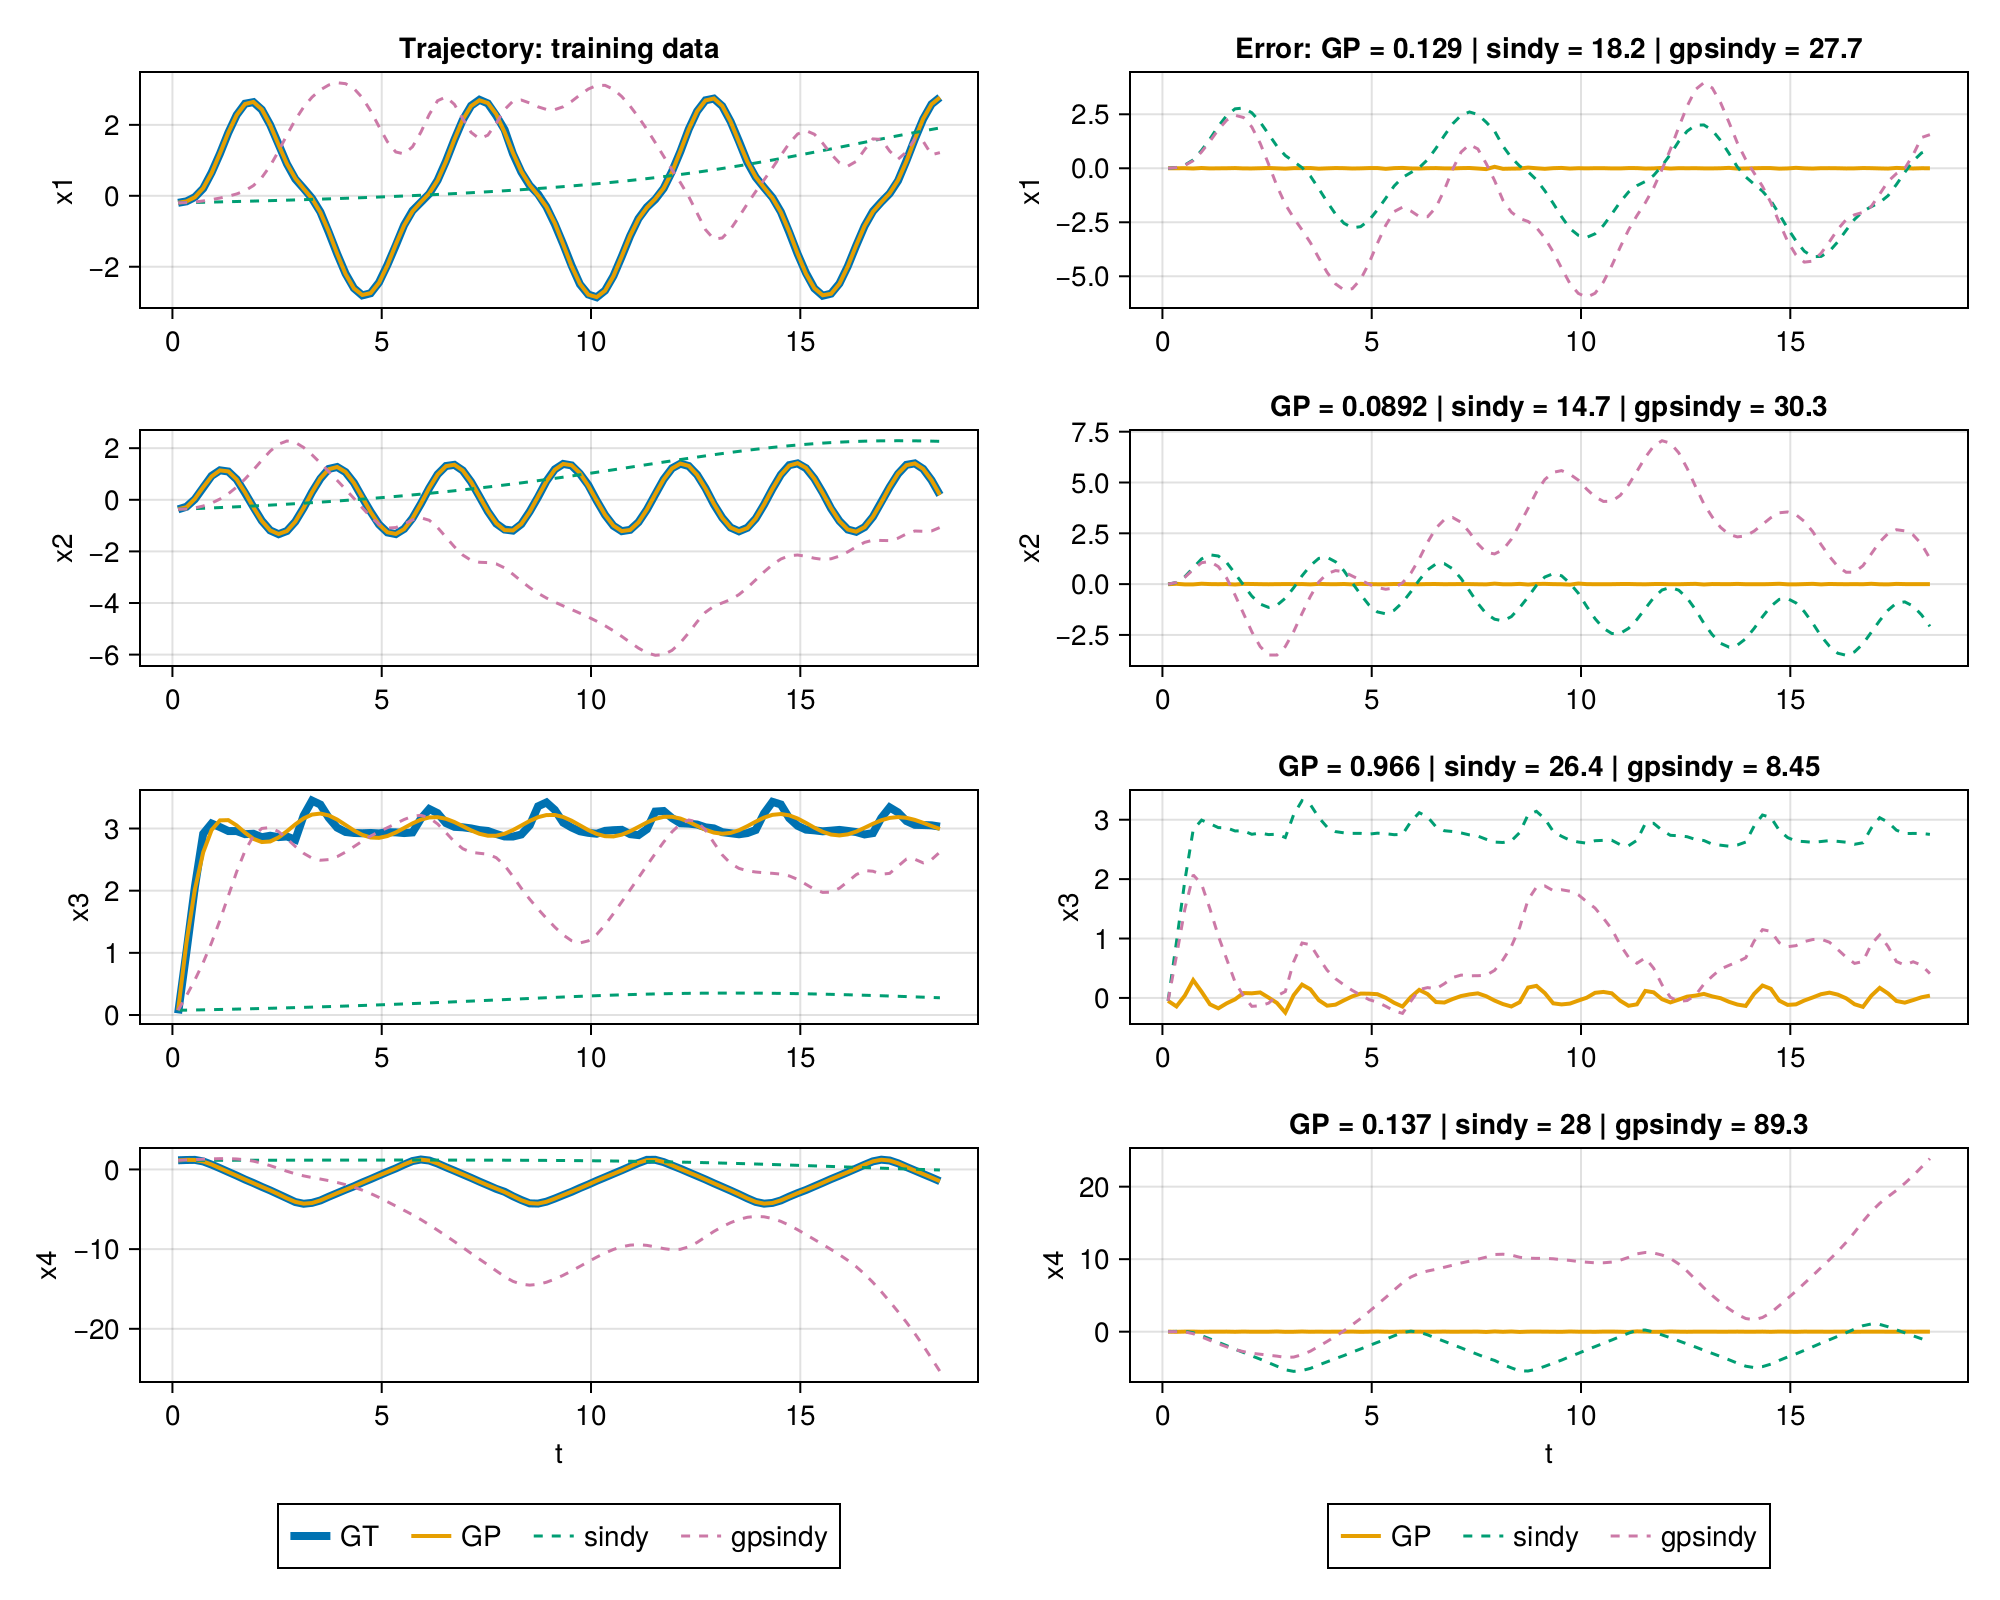 Trajectory: training data
x1
2
0
−2
0 5 10 15
Error: GP = 0.129 | sindy = 18.2 | gpsindy = 27.7
x1
2.5
0.0
−2.5
−5.0
0 5 10 15
x2
2
0
−2
−4
−6
0 5 10 15
GP = 0.0892 | sindy = 14.7 | gpsindy = 30.3
x2
7.5
5.0
2.5
0.0
−2.5
0 5 10 15
x3
3
2
1
0
0 5 10 15
GP = 0.966 | sindy = 26.4 | gpsindy = 8.45
x3
3
2
1
0
0 5 10 15
x4
0
−10
−20
0 5 10 15
t
GP = 0.137 | sindy = 28 | gpsindy = 89.3
x4
20
10
0
0 5 10 15
t
GT GP sindy gpsindy
GP sindy gpsindy